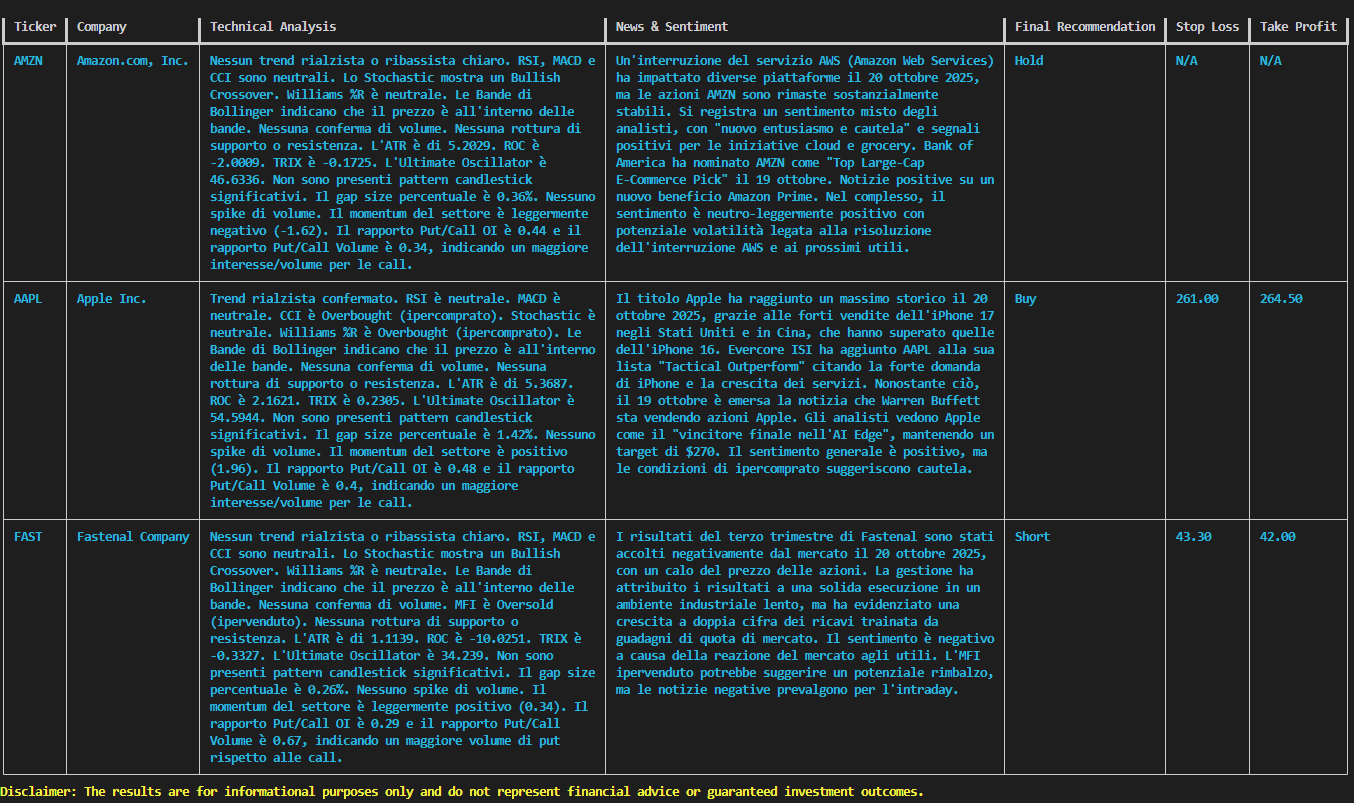 Ticker Company Technical Analysis News & Sentiment Final Recommendation Stop Loss Take Profit
AMZN
Amazon.com, Inc.
Nessun trend rialzista o ribassista chiaro. RSI, MACD e
CCI sono neutrali. Lo Stochastic mostra un Bullish
Crossover. Williams %R è neutrale. Le Bande di
Bollinger indicano che il prezzo è all'interno delle
bande. Nessuna conferma di volume. Nessuna rottura di
supporto o resistenza. L'ATR è di 5.2029. ROC è
-2.0009. TRIX è -0.1725. L'Ultimate Oscillator è
46.6336. Non sono presenti pattern candlestick
significativi. Il gap size percentuale è 0.36%. Nessuno
spike di volume. Il momentum del settore è leggermente
negativo (-1.62). Il rapporto Put/Call OI è 0.44 e il
rapporto Put/Call Volume è 0.34, indicando un maggiore
interesse/volume per le call.
Un'interruzione del servizio AWS (Amazon Web Services)
ha impattato diverse piattaforme il 20 ottobre 2025,
ma le azioni AMZN sono rimaste sostanzialmente
stabili. Si registra un sentimento misto degli
analisti, con "nuovo entusiasmo e cautela" e segnali
positivi per le iniziative cloud e grocery. Bank of
America ha nominato AMZN come "Top Large-Cap
E-Commerce Pick" il 19 ottobre. Notizie positive su un
nuovo beneficio Amazon Prime. Nel complesso, il
sentimento è neutro-leggermente positivo con
potenziale volatilità legata alla risoluzione
dell'interruzione AWS e ai prossimi utili.
Hold
N/A
N/A
AAPL
Apple Inc.
Trend rialzista confermato. RSI è neutrale. MACD è
neutrale. CCI è Overbought (ipercomprato). Stochastic è
neutrale. Williams %R è Overbought (ipercomprato). Le
Bande di Bollinger indicano che il prezzo è all'interno
delle bande. Nessuna conferma di volume. Nessuna
rottura di supporto o resistenza. L'ATR è di 5.3687.
ROC è 2.1621. TRIX è 0.2305. L'Ultimate Oscillator è
54.5944. Non sono presenti pattern candlestick
significativi. Il gap size percentuale è 1.42%. Nessuno
spike di volume. Il momentum del settore è positivo
(1.96). Il rapporto Put/Call OI è 0.48 e il rapporto
Put/Call Volume è 0.4, indicando un maggiore
interesse/volume per le call.
Il titolo Apple ha raggiunto un massimo storico il 20
ottobre 2025, grazie alle forti vendite dell'iPhone 17
negli Stati Uniti e in Cina, che hanno superato quelle
dell'iPhone 16. Evercore ISI ha aggiunto AAPL alla sua
lista "Tactical Outperform" citando la forte domanda
di iPhone e la crescita dei servizi. Nonostante ciò,
il 19 ottobre è emersa la notizia che Warren Buffett
sta vendendo azioni Apple. Gli analisti vedono Apple
come il "vincitore finale nell'AI Edge", mantenendo un
target di $270. Il sentimento generale è positivo, ma
le condizioni di ipercomprato suggeriscono cautela.
Buy
261.00
264.50
FAST
Fastenal Company
Nessun trend rialzista o ribassista chiaro. RSI, MACD e
CCI sono neutrali. Lo Stochastic mostra un Bullish
Crossover. Williams %R è neutrale. Le Bande di
Bollinger indicano che il prezzo è all'interno delle
bande. Nessuna conferma di volume. MFI è Oversold
(ipervenduto). Nessuna rottura di supporto o
resistenza. L'ATR è di 1.1139. ROC è -10.0251. TRIX è
-0.3327. L'Ultimate Oscillator è 34.239. Non sono
presenti pattern candlestick significativi. Il gap size
percentuale è 0.26%. Nessuno spike di volume. Il
momentum del settore è leggermente positivo (0.34). Il
rapporto Put/Call OI è 0.29 e il rapporto Put/Call
Volume è 0.67, indicando un maggiore volume di put
rispetto alle call.
I risultati del terzo trimestre di Fastenal sono stati
accolti negativamente dal mercato il 20 ottobre 2025,
con un calo del prezzo delle azioni. La gestione ha
attribuito i risultati a una solida esecuzione in un
ambiente industriale lento, ma ha evidenziato una
crescita a doppia cifra dei ricavi trainata da
guadagni di quota di mercato. Il sentimento è negativo
a causa della reazione del mercato agli utili. L'MFI
ipervenduto potrebbe suggerire un potenziale rimbalzo,
ma le notizie negative prevalgono per l'intraday.
Short
43.30
42.00
Disclaimer: The results are for informational purposes only and do not represent financial advice or guaranteed investment outcomes.